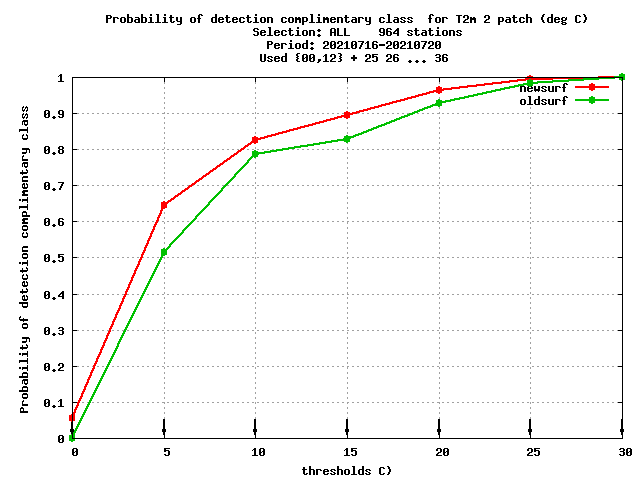 Probability of detection complimentary class  for T2m 2 patch (deg C)
Selection: ALL    964 stations
Period: 20210716-20210720
Used {00,12} + 25 26 ... 36
Probability of detection complimentary class
1
0.9
0.8
0.7
0.6
0.5
0.4
0.3
0.2
0.1
0
newsurf
oldsurf
0 5 10 15 20 25 30
thresholds C)